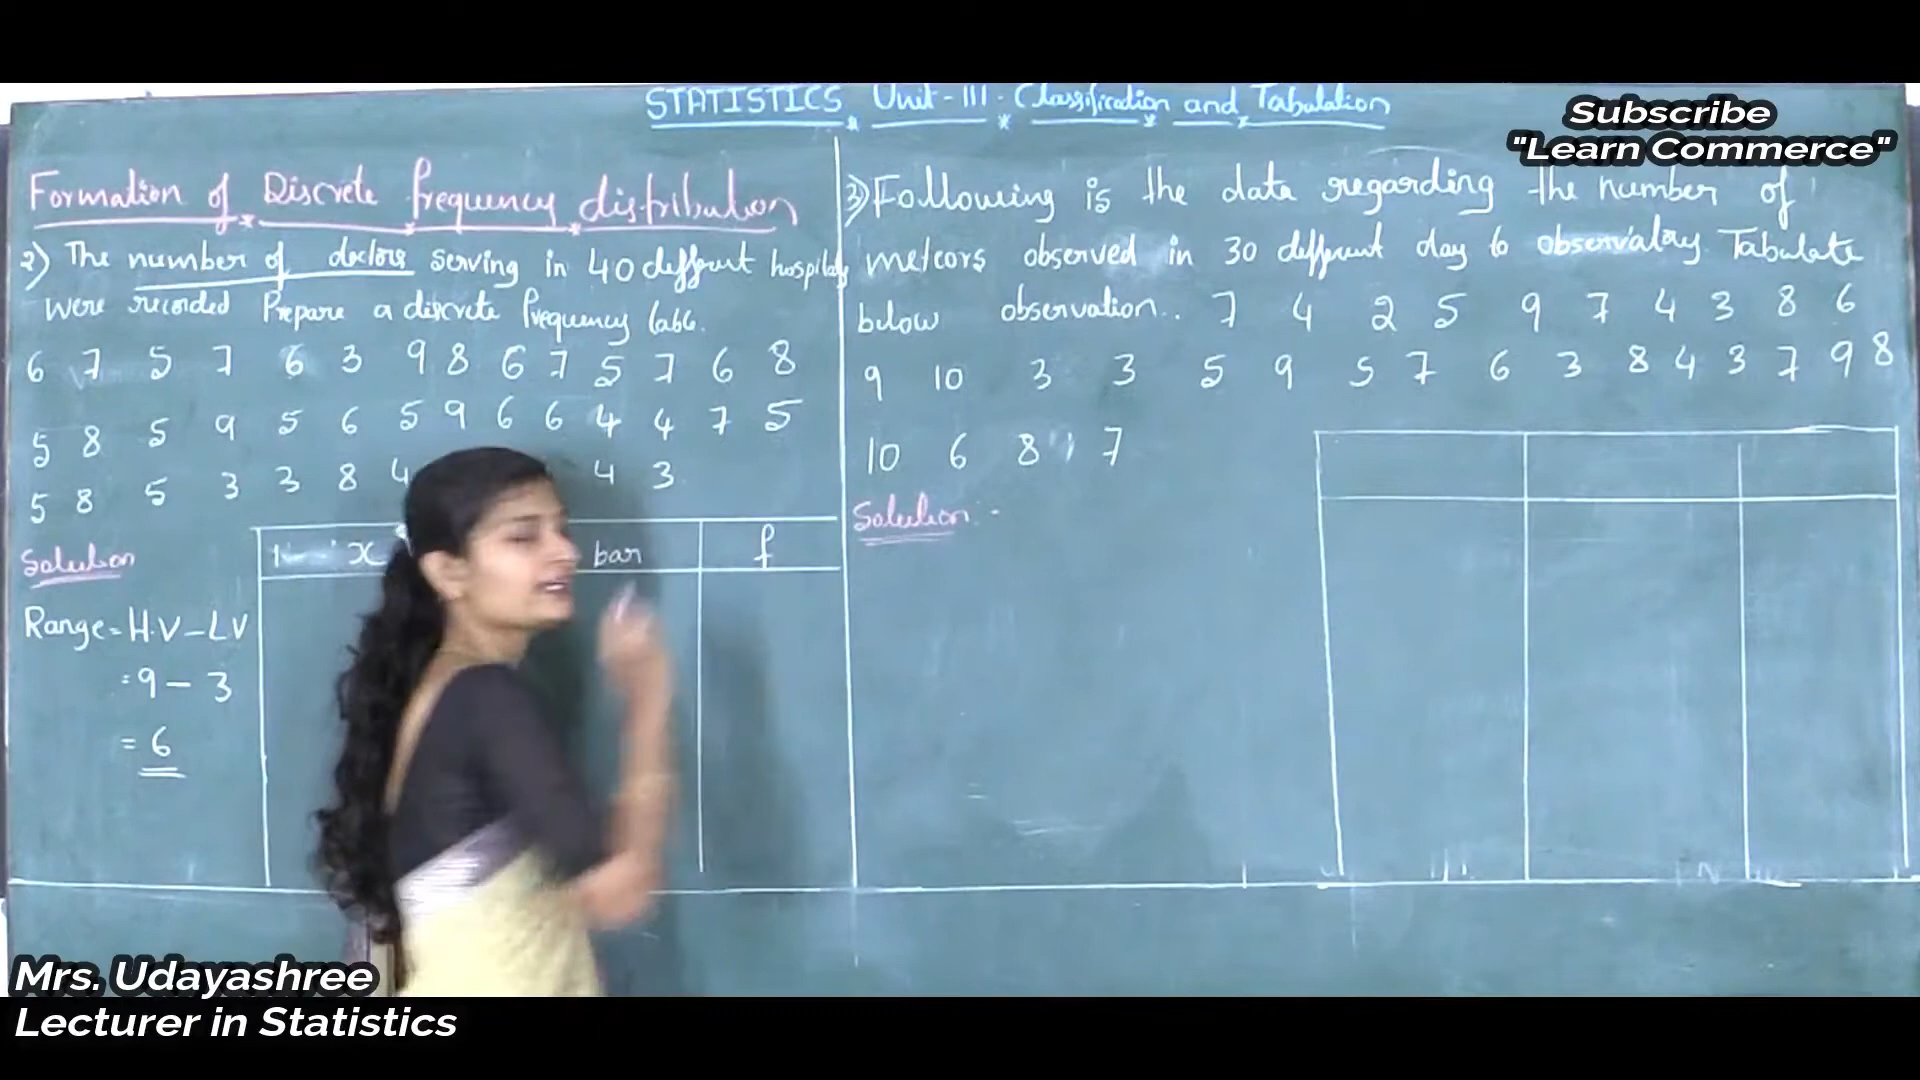 STATISTICS Unit - III - Classification and Tabulation
Subscribe
"Learn Commerce"
Formation of Discrete frequency distribution
2) The number of doctors serving in 40 different hospitals
were recorded Prepare a discrete frequency table.
6 7 5 7 6 3 9 8 6 7 5 7 6 8
5 8 5 9 5 6 5 9 6 6 4 4 7 5
5 8 5 3 3 8 4 4 3
Solution
x bar f
Range = H.V - LV
= 9 - 3
= 6
3) Following is the data regarding the number of
meteors observed in 30 different day to observatory Tabulate
below observation.. 7 4 2 5 9 7 4 3 8 6
9 10 3 3 5 9 5 7 6 3 8 4 3 7 9 8
10 6 8 7
Solution :-
Mrs. Udayashree
Lecturer in Statistics